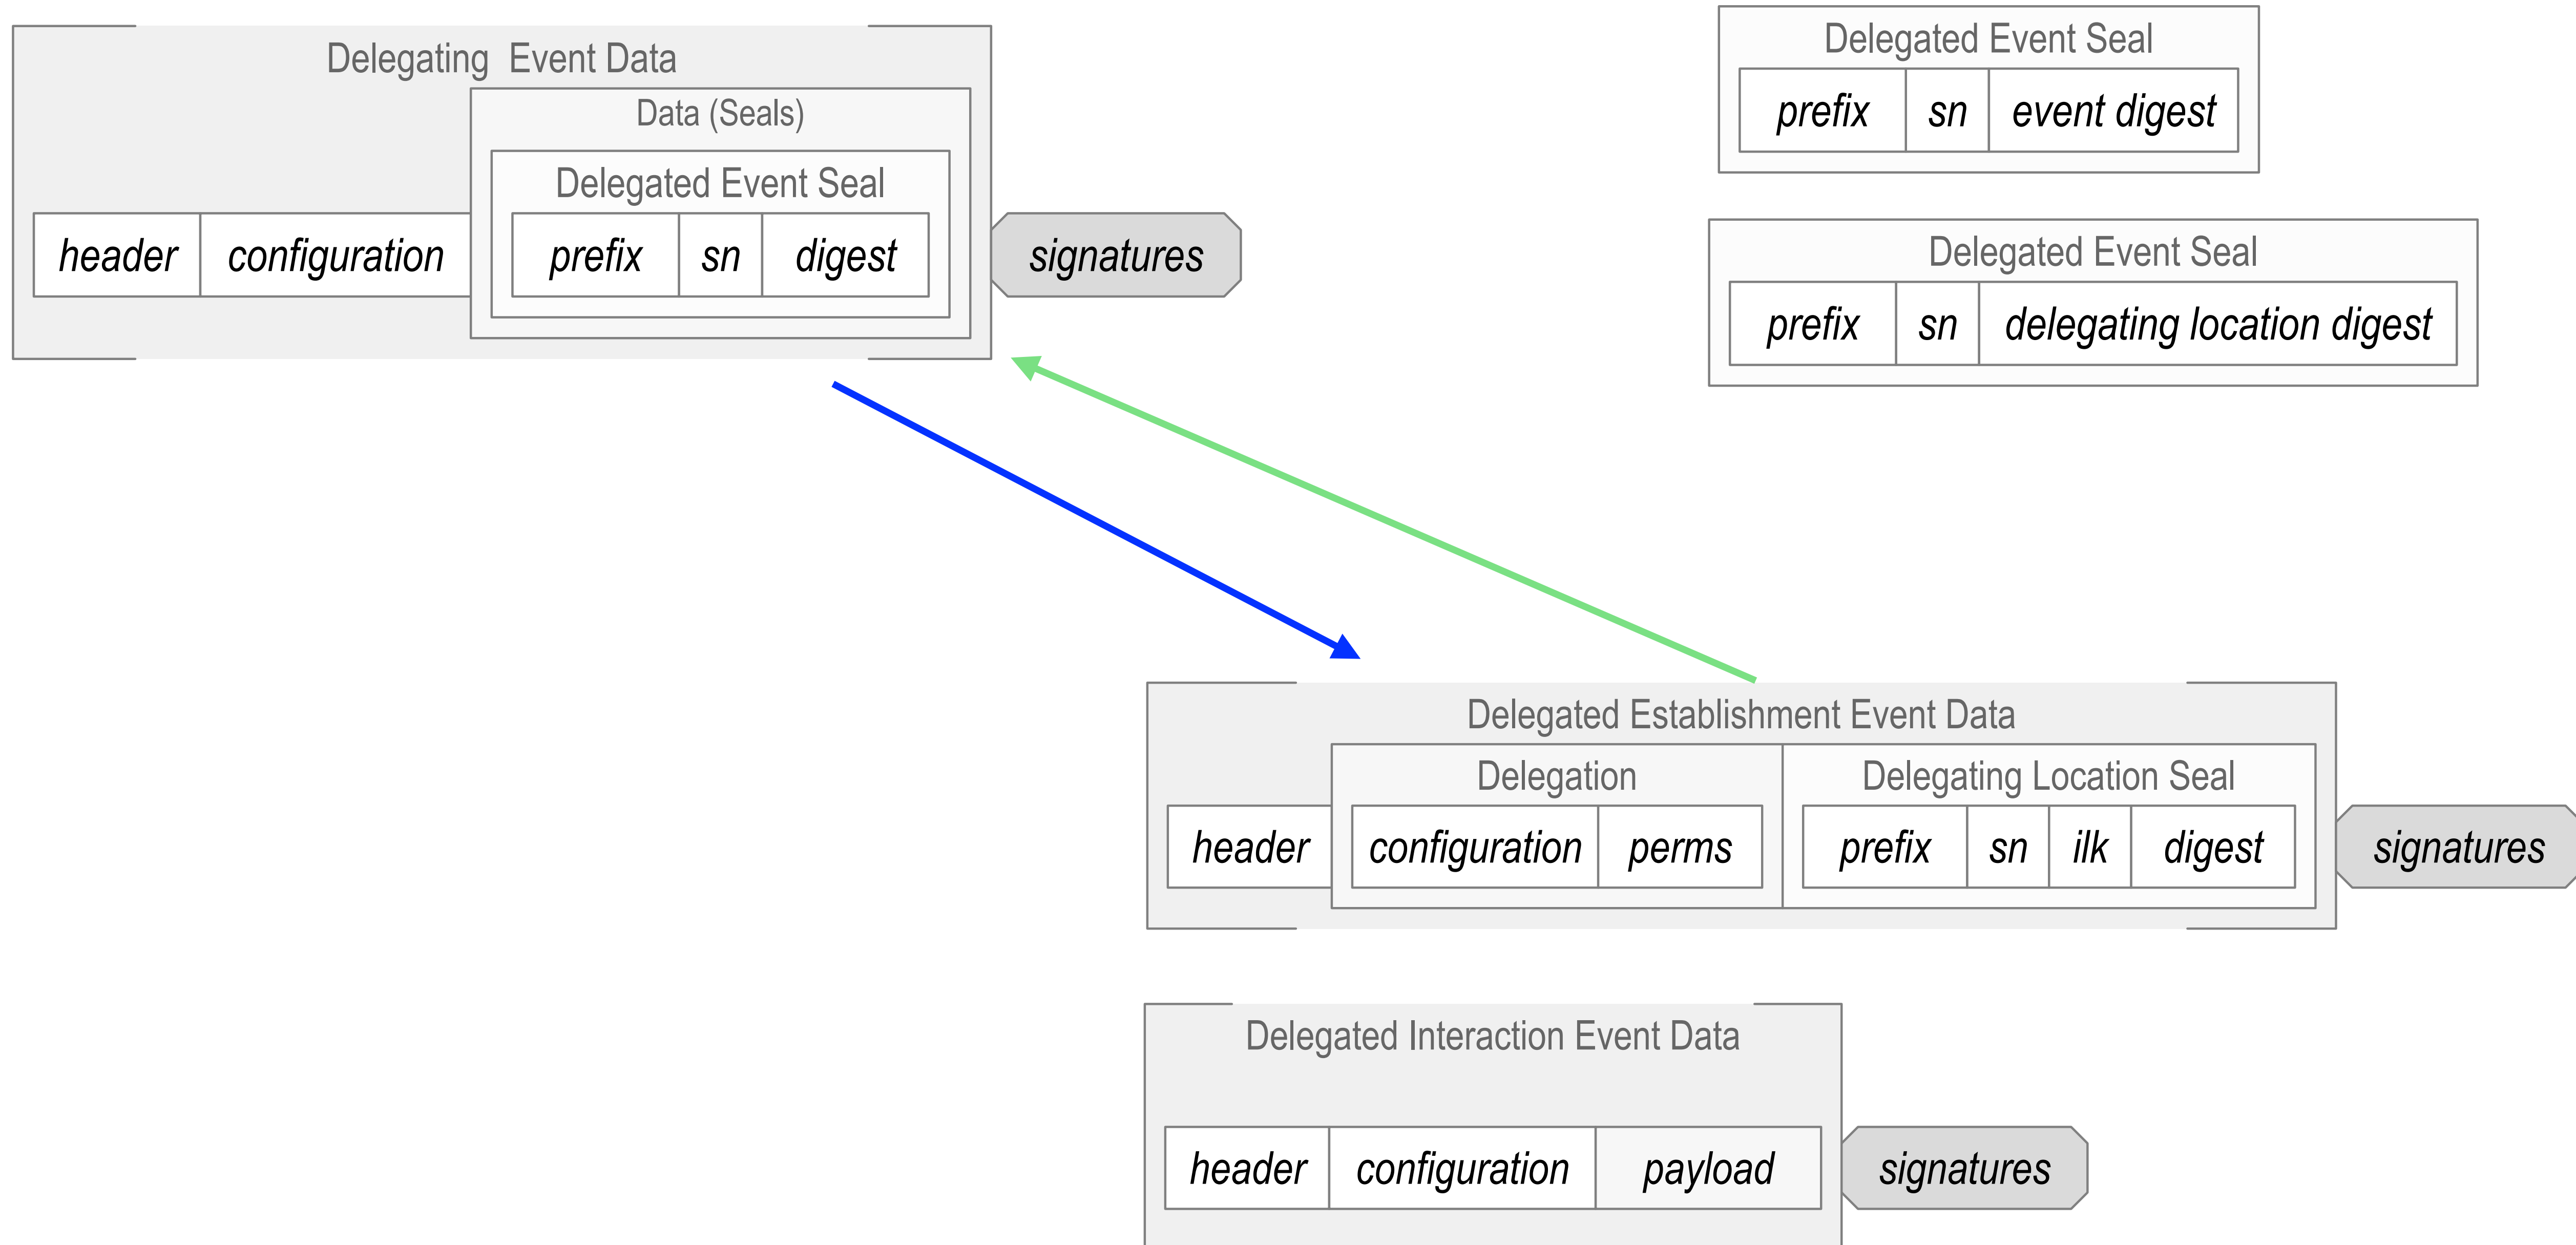 Delegating  Event Data
Data (Seals)
Delegated Event Seal
header configuration prefix sn digest signatures
Delegated Event Seal
prefix sn event digest
Delegated Event Seal
prefix sn delegating location digest
Delegated Establishment Event Data
Delegation Delegating Location Seal
header configuration perms prefix sn ilk digest signatures
Delegated Interaction Event Data
header configuration payload signatures